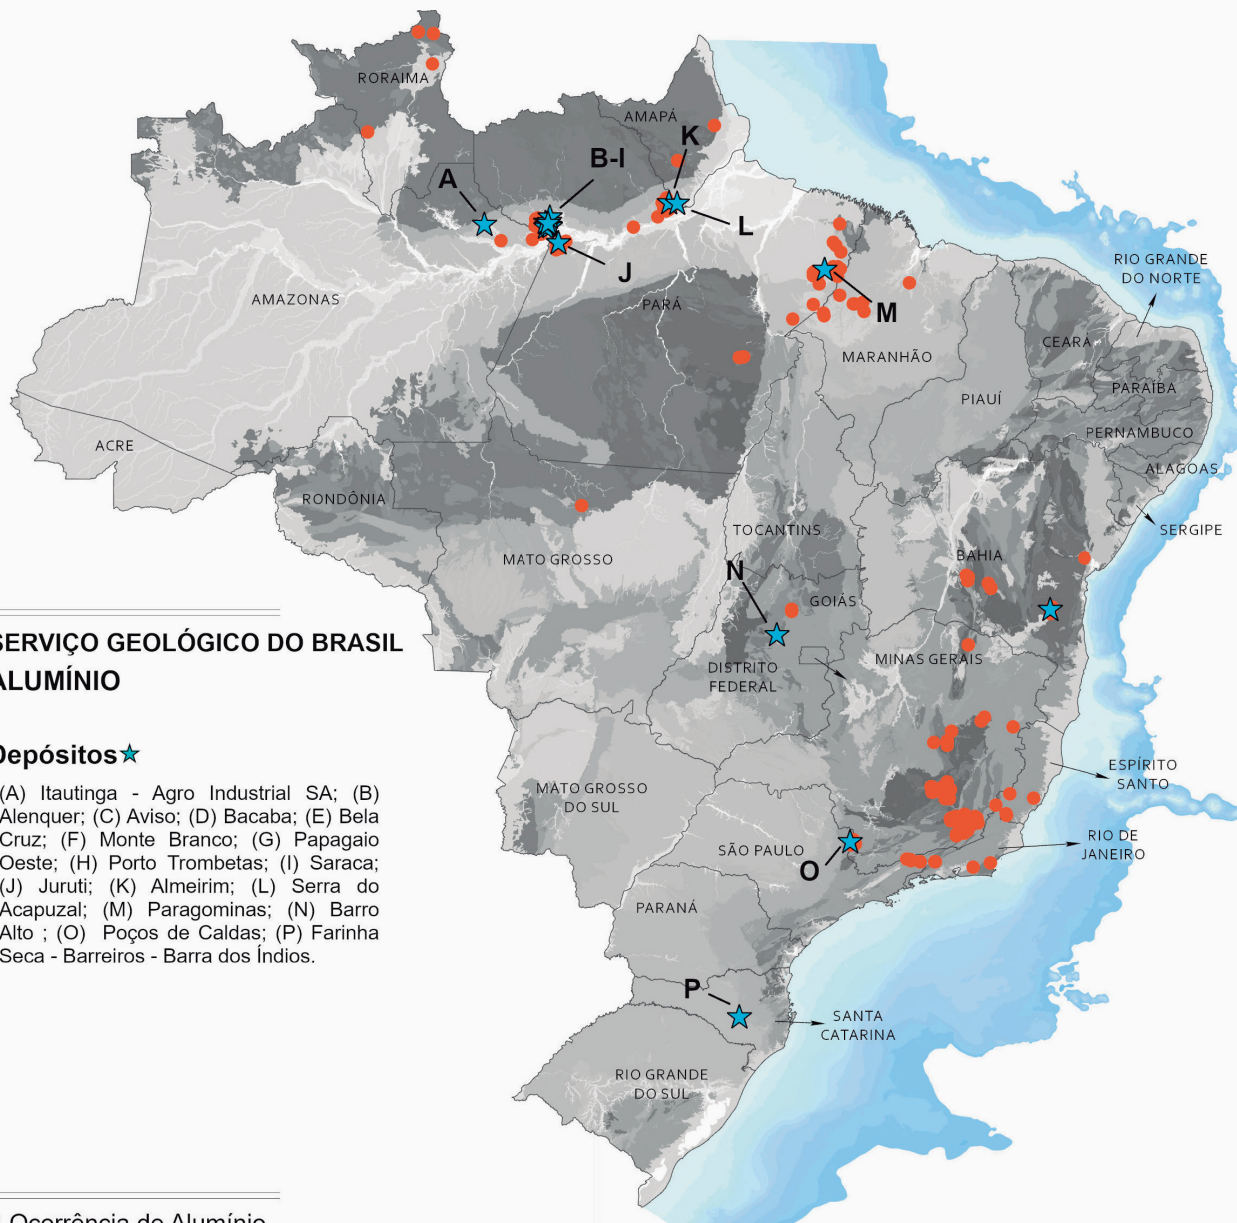 RORAIMA
AMAPÁ
K
B-I
A
L
J
RIO GRANDE
DO NORTE
AMAZONAS
PARÁ
M
CEARÁ
MARANHÃO
PARAÍBA
PIAUÍ
PERNAMBUCO
ACRE
ALAGOAS
RONDÔNIA
TOCANTINS
SERGIPE
MATO GROSSO
BAHIA
N
GOIÁS
SERVIÇO GEOLÓGICO DO BRASIL
ALUMÍNIO
MINAS GERAIS
DISTRITO
FEDERAL
Depósitos
ESPÍRITO
SANTO
MATO GROSSO
DO SUL
(A) Itautinga - Agro Industrial SA; (B)
Alenquer; (C) Aviso; (D) Bacaba; (E) Bela
Cruz; (F) Monte Branco; (G) Papagaio
Oeste; (H) Porto Trombetas; (I) Saraca;
(J) Juruti; (K) Almeirim; (L) Serra do
Acapuzal; (M) Paragominas; (N) Barro
Alto ; (O) Poços de Caldas; (P) Farinha
Seca - Barreiros - Barra dos Índios.
SÃO PAULO
RIO DE
JANEIRO
O
PARANÁ
P
SANTA
CATARINA
RIO GRANDE
DO SUL
Ocorrência de Alumínio